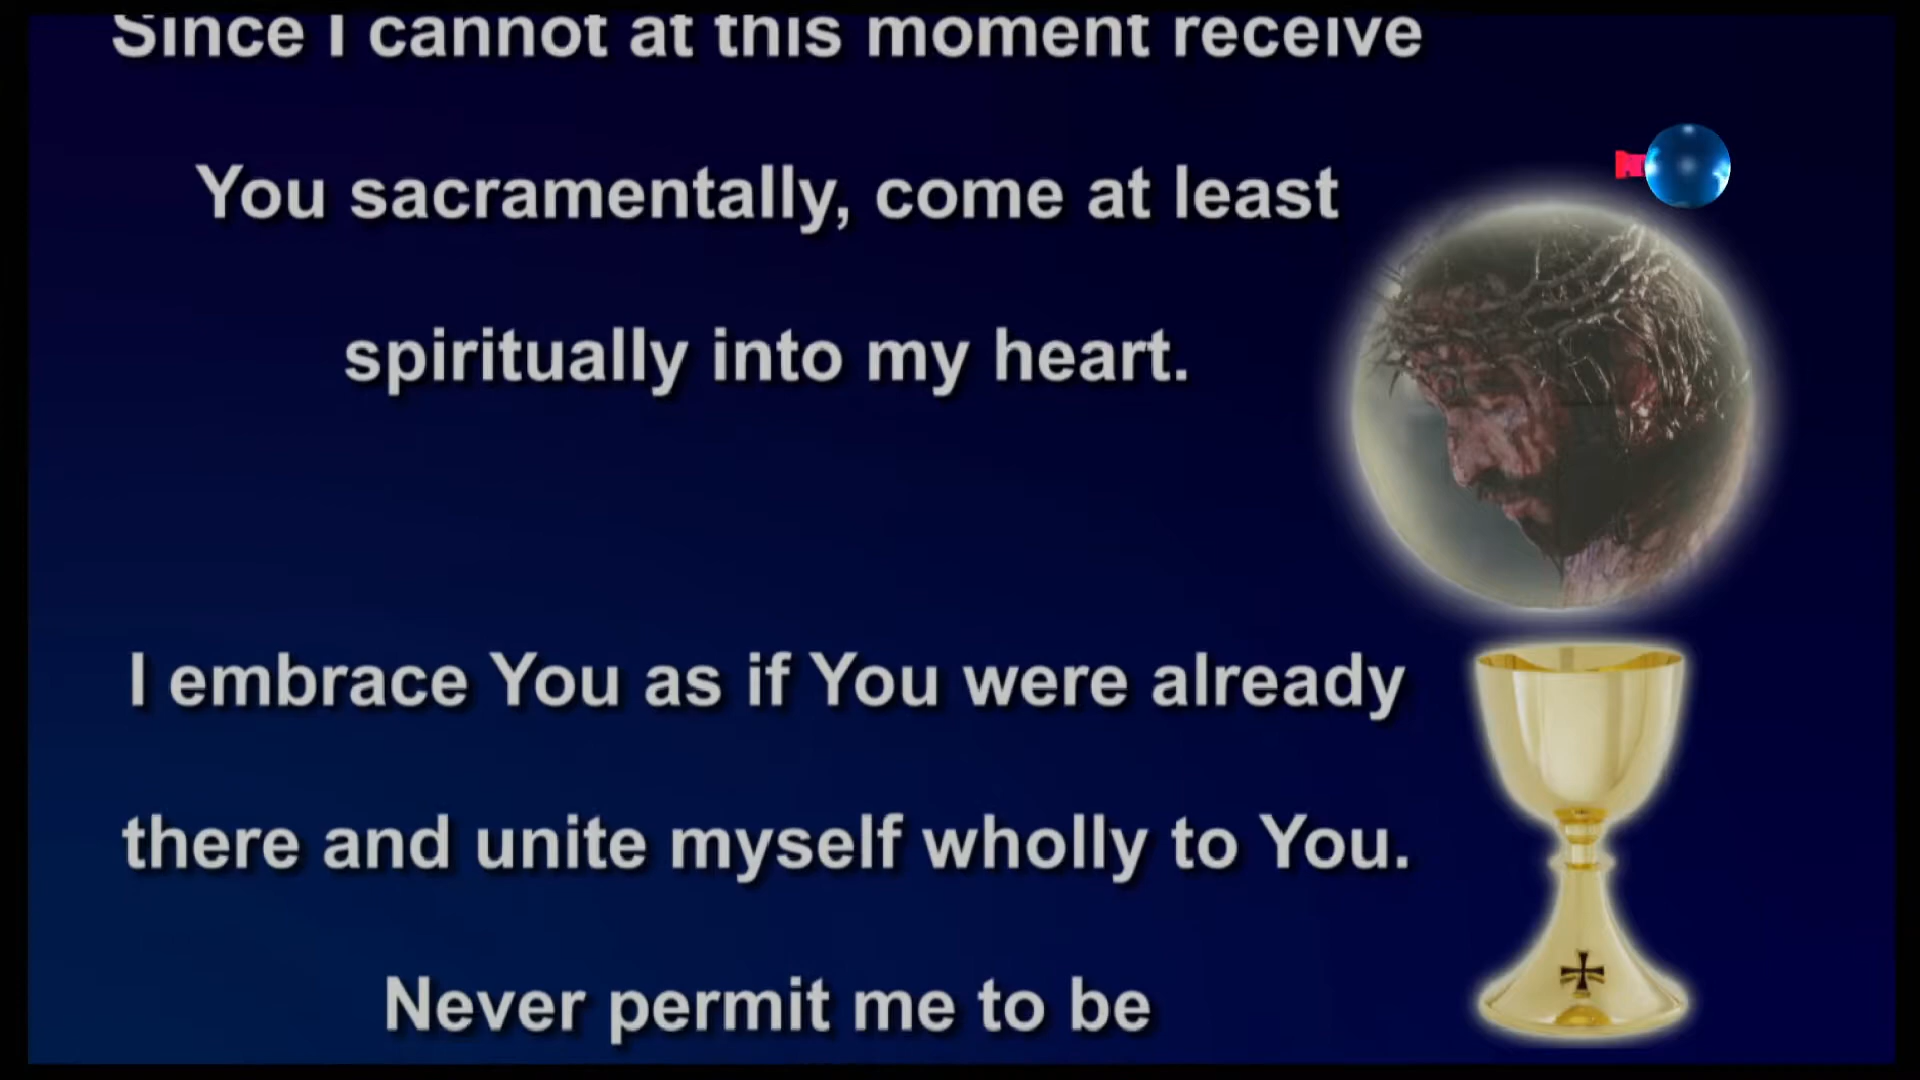 Since I cannot at this moment receive
You sacramentally, come at least
spiritually into my heart.
I embrace You as if You were already
there and unite myself wholly to You.
Never permit me to be